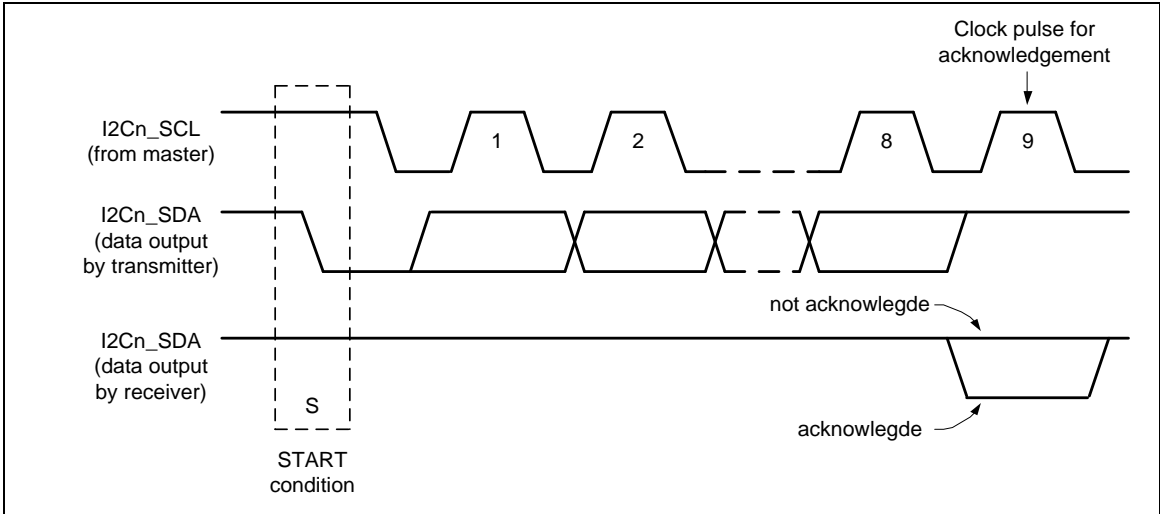 Clock pulse for
acknowledgement
I2Cn_SCL
(from master)
1
2
8
9
I2Cn_SDA
(data output
by transmitter)
not acknowlegde
I2Cn_SDA
(data output
by receiver)
S
acknowlegde
START
condition